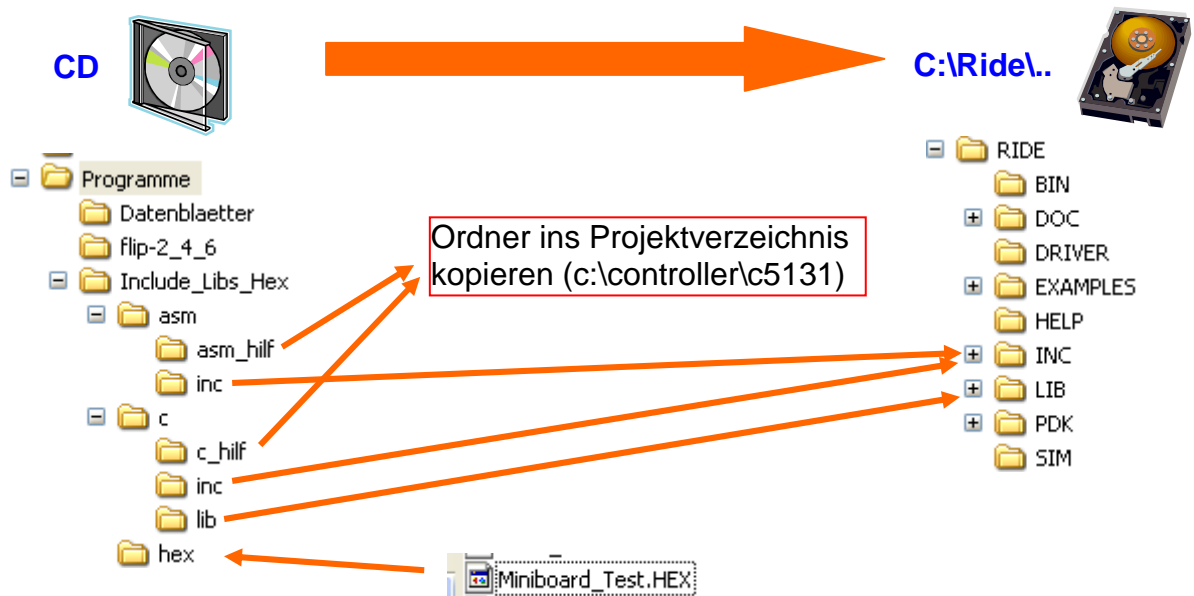 CD
C:\Ride\..
Programme
Datenblaetter
flip-2_4_6
Include_Libs_Hex
asm
asm_hilf
inc
c
c_hilf
inc
lib
hex
Ordner ins Projektverzeichnis
kopieren (c:\controller\c5131)
Miniboard_Test.HEX
RIDE
BIN
DOC
DRIVER
EXAMPLES
HELP
INC
LIB
PDK
SIM